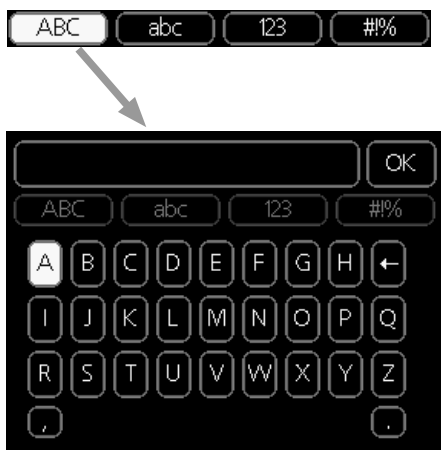 ABC abc 123 #!%
OK
ABC abc 123 #!%
A B C D E F G H ←
I J K L M N O P Q
R S T U V W X Y Z
, .